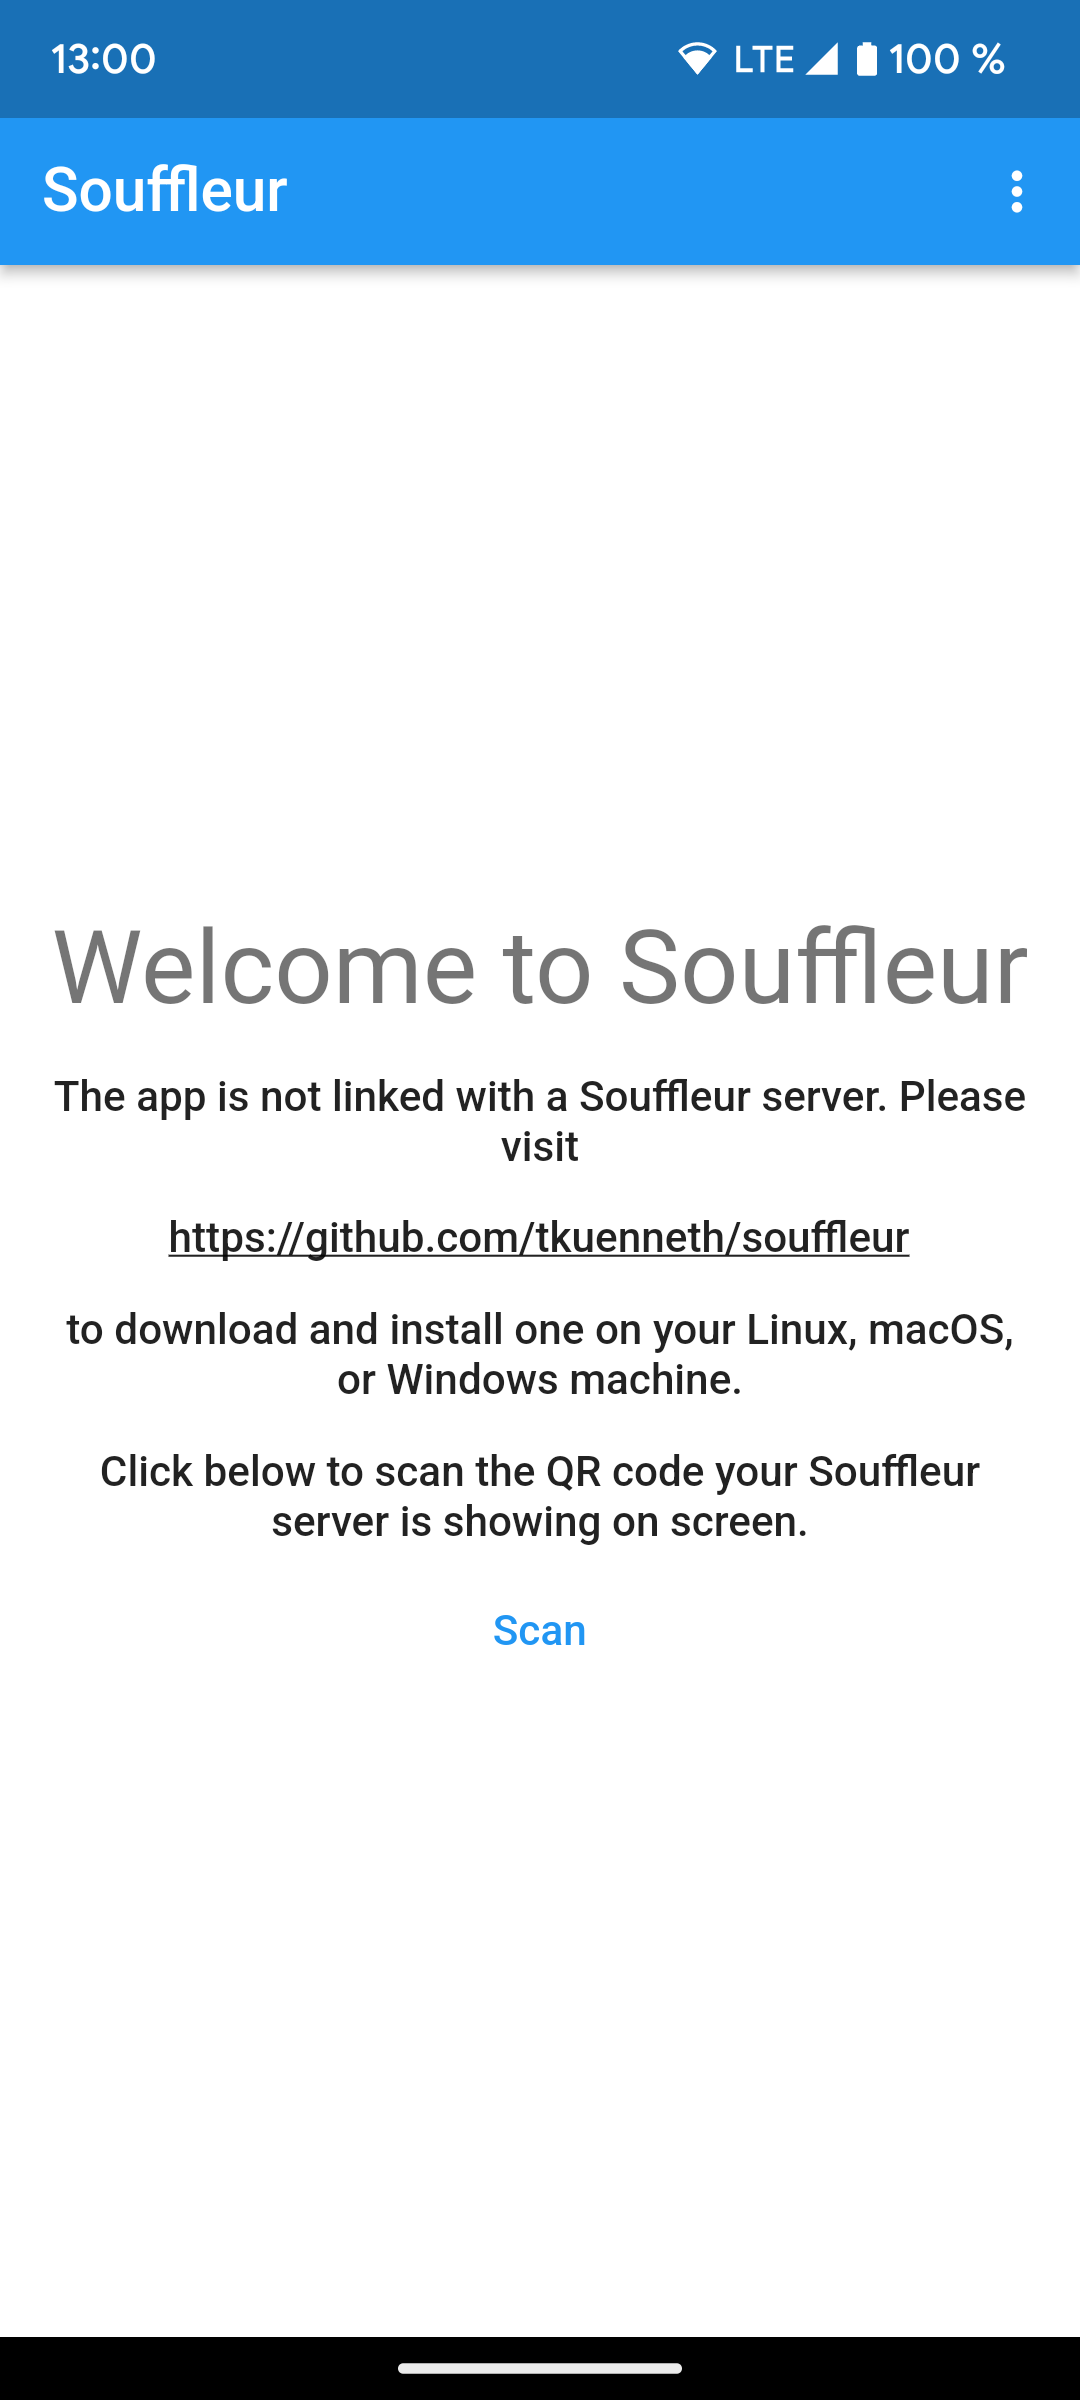 13:00 LTE 100 %
Souffleur
Welcome to Souffleur
The app is not linked with a Souffleur server. Please
visit
https://github.com/tkuenneth/souffleur
to download and install one on your Linux, macOS,
or Windows machine.
Click below to scan the QR code your Souffleur
server is showing on screen.
Scan